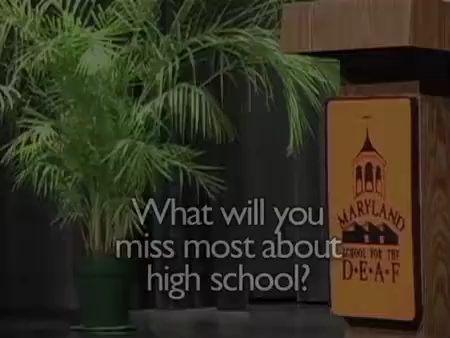 What will you
miss most about
high school?
MARYLAND
SCHOOL FOR THE
D·E·A·F